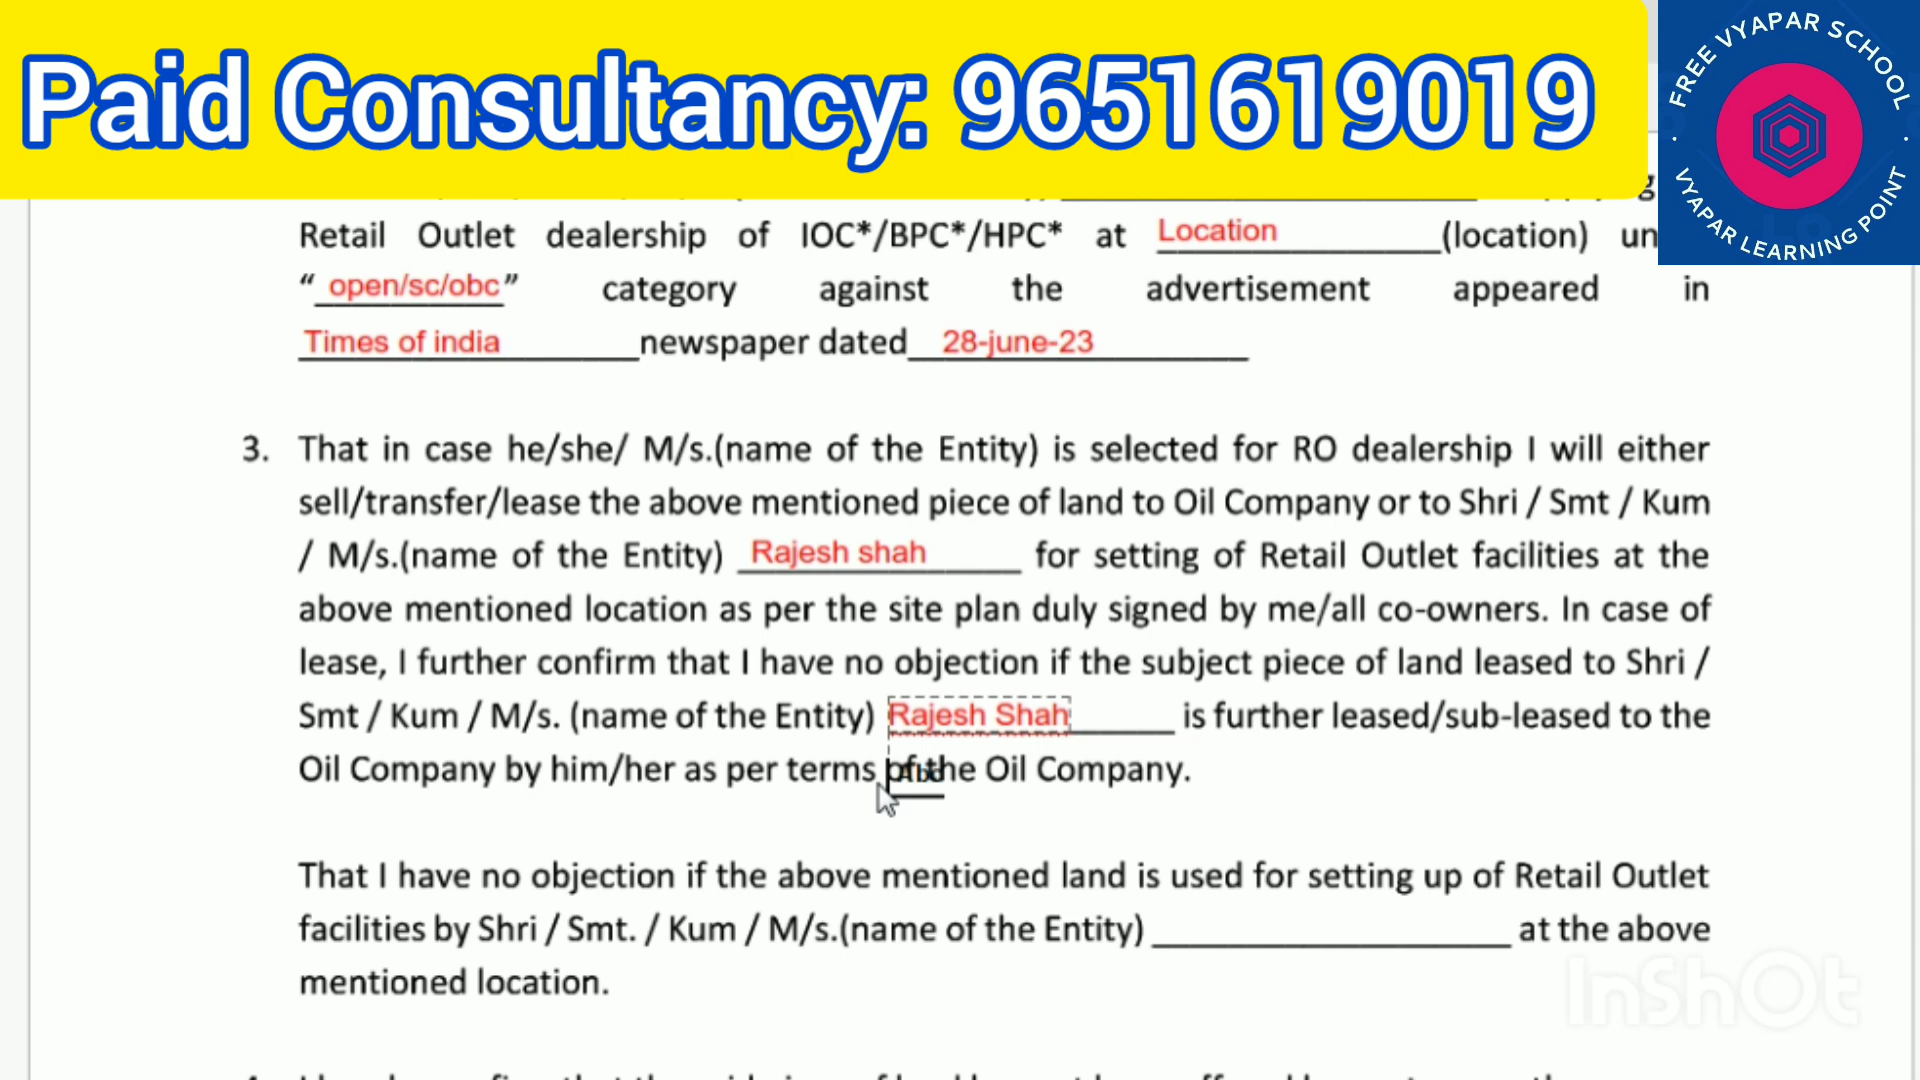 Paid Consultancy: 9651619019
FREE VYAPAR SCHOOL
VYAPAR LEARNING POINT
Retail Outlet dealership of IOC*/BPC*/HPC* at Location (location) un
“open/sc/obc” category against the advertisement appeared in
Times of india newspaper dated 28-june-23
3. That in case he/she/ M/s.(name of the Entity) is selected for RO dealership I will either
sell/transfer/lease the above mentioned piece of land to Oil Company or to Shri / Smt / Kum
/ M/s.(name of the Entity) Rajesh shah for setting of Retail Outlet facilities at the
above mentioned location as per the site plan duly signed by me/all co-owners. In case of
lease, I further confirm that I have no objection if the subject piece of land leased to Shri /
Smt / Kum / M/s. (name of the Entity) Rajesh Shah is further leased/sub-leased to the
Oil Company by him/her as per terms of the Oil Company.
That I have no objection if the above mentioned land is used for setting up of Retail Outlet
facilities by Shri / Smt. / Kum / M/s.(name of the Entity) ____________________ at the above
mentioned location.
InShOt